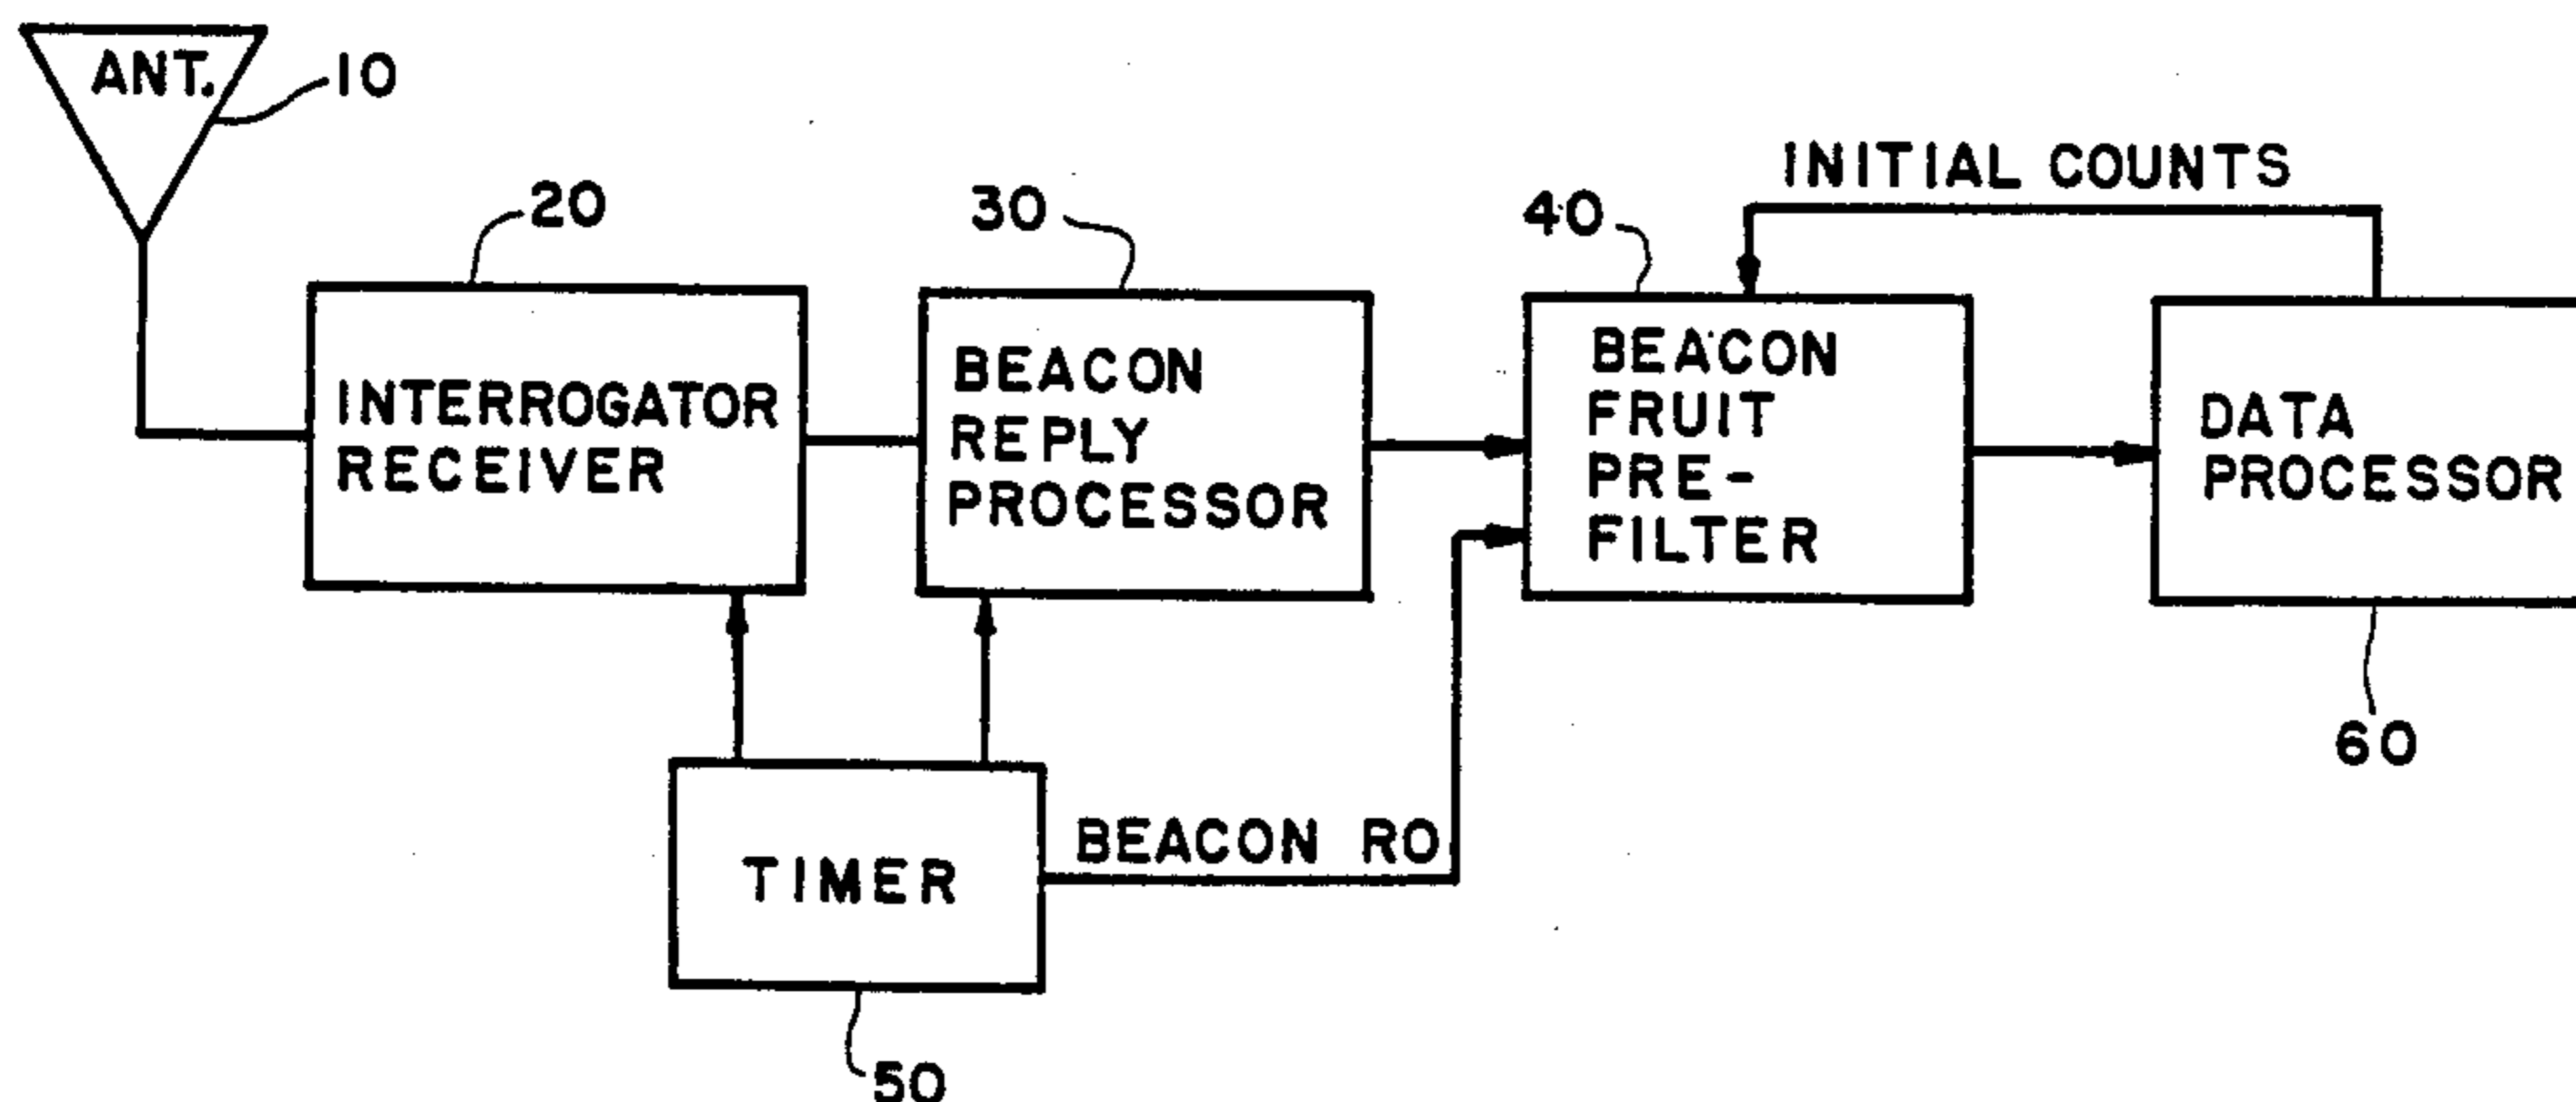 ANT.
10
20
30
40
INITIAL COUNTS
INTERROGATOR
RECEIVER
BEACON
REPLY
PROCESSOR
BEACON
FRUIT
PRE-
FILTER
DATA
PROCESSOR
60
TIMER
BEACON RO
50